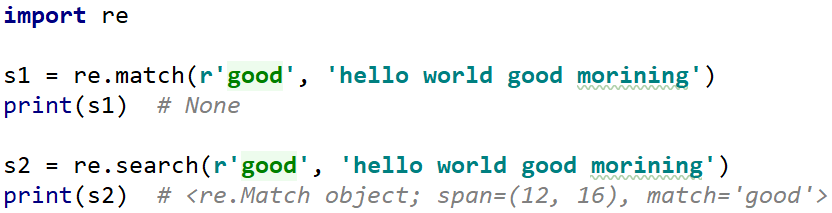 import re
s1 = re.match(r'good', 'hello world good morining')
print(s1)  # None
s2 = re.search(r'good', 'hello world good morining')
print(s2)  # <re.Match object; span=(12, 16), match='good'>